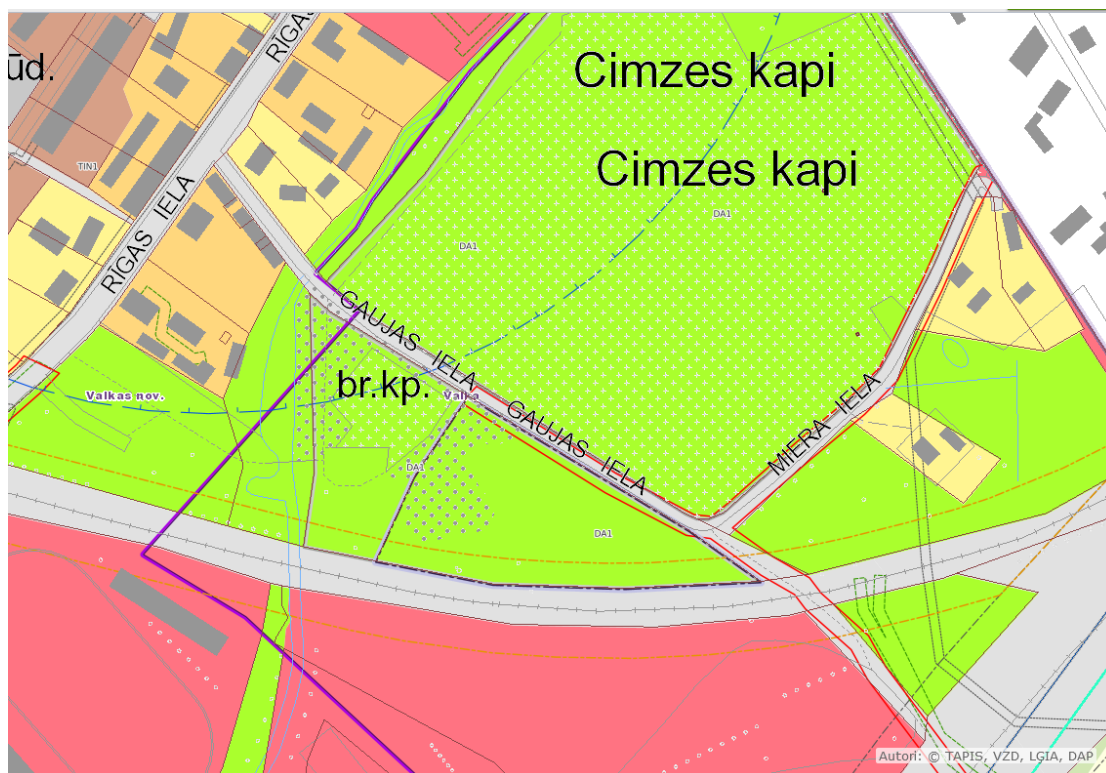 RĪGAS
ūd.
Cimzes kapi
TIN1
Cimzes kapi
RĪGAS IELA
DA1
DA1
GAUJAS IELA
br.kp.
Valkas nov.
Valka
GAUJAS IELA
MIERA IELA
DA1
DA1
Autori: © TAPIS, VZD, LGIA, DAP